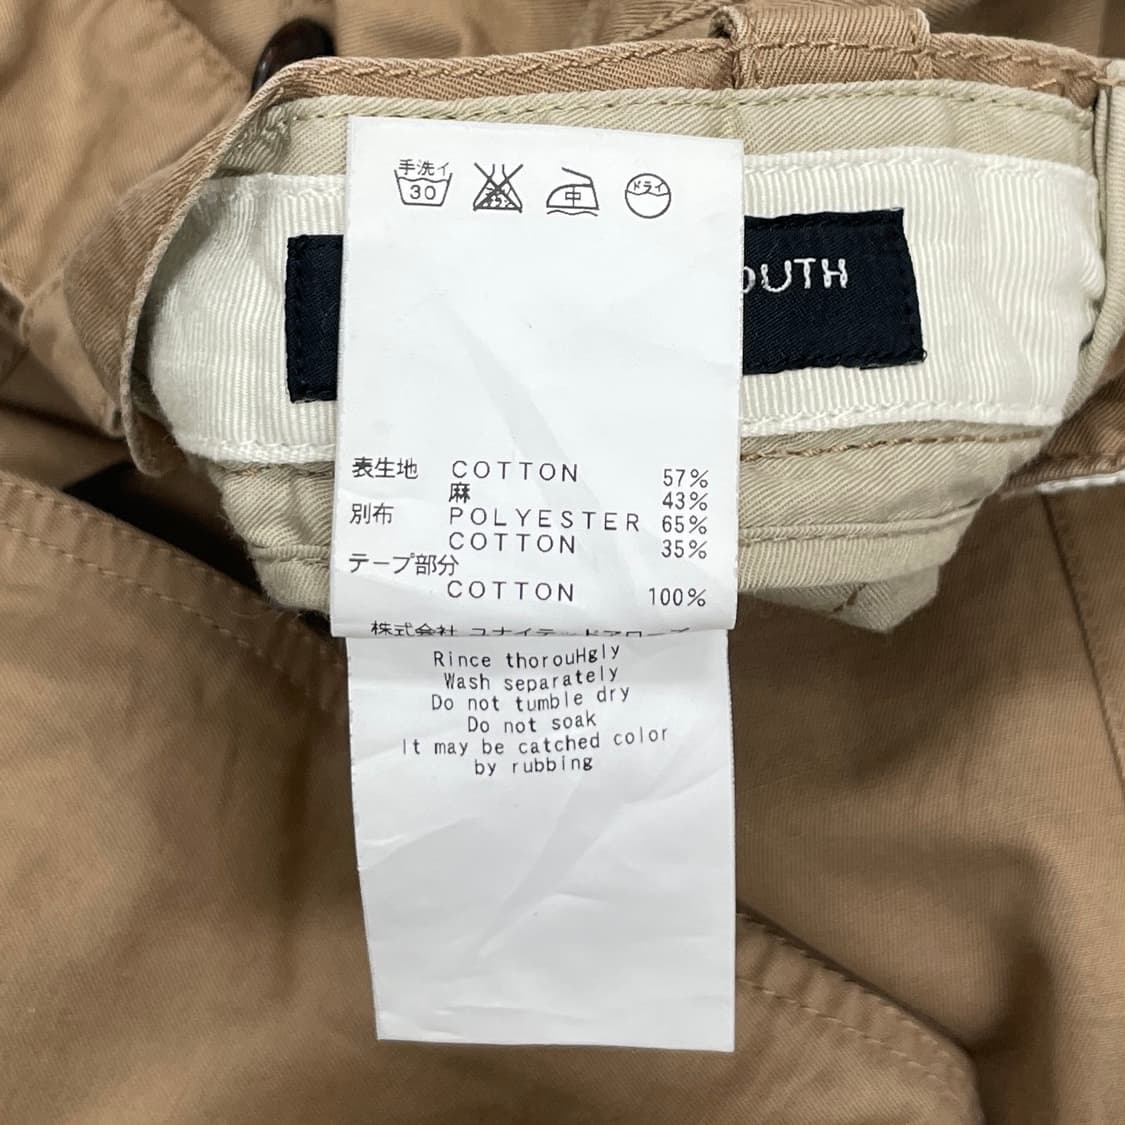 手洗イ
30
中
ドライ
OUTH
表生地 COTTON 57%
麻 43%
別布 POLYESTER 65%
COTTON 35%
テープ部分
COTTON 100%
株式会社 ユナイテッドアローズ
Rince thorouHgly
Wash separately
Do not tumble dry
Do not soak
It may be catched color
by rubbing